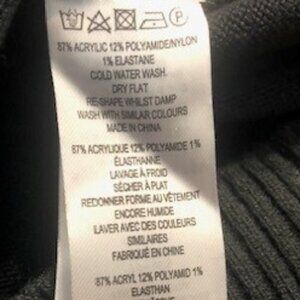 P
87% ACRYLIC 12% POLYAMIDE/NYLON
1% ELASTANE
COLD WATER WASH
DRY FLAT
RE-SHAPE WHILST DAMP
WASH WITH SIMILAR COLOURS
MADE IN CHINA
87% ACRYLIQUE 12% POLYAMIDE 1%
ÉLASTHANNE
LAVAGE À FROID
SÉCHER À PLAT
REDONNER FORME AU VÊTEMENT
ENCORE HUMIDE
LAVER AVEC DES COULEURS
SIMILAIRES
FABRIQUÉ EN CHINE
87% ACRYL 12% POLYAMID 1%
ELASTHAN